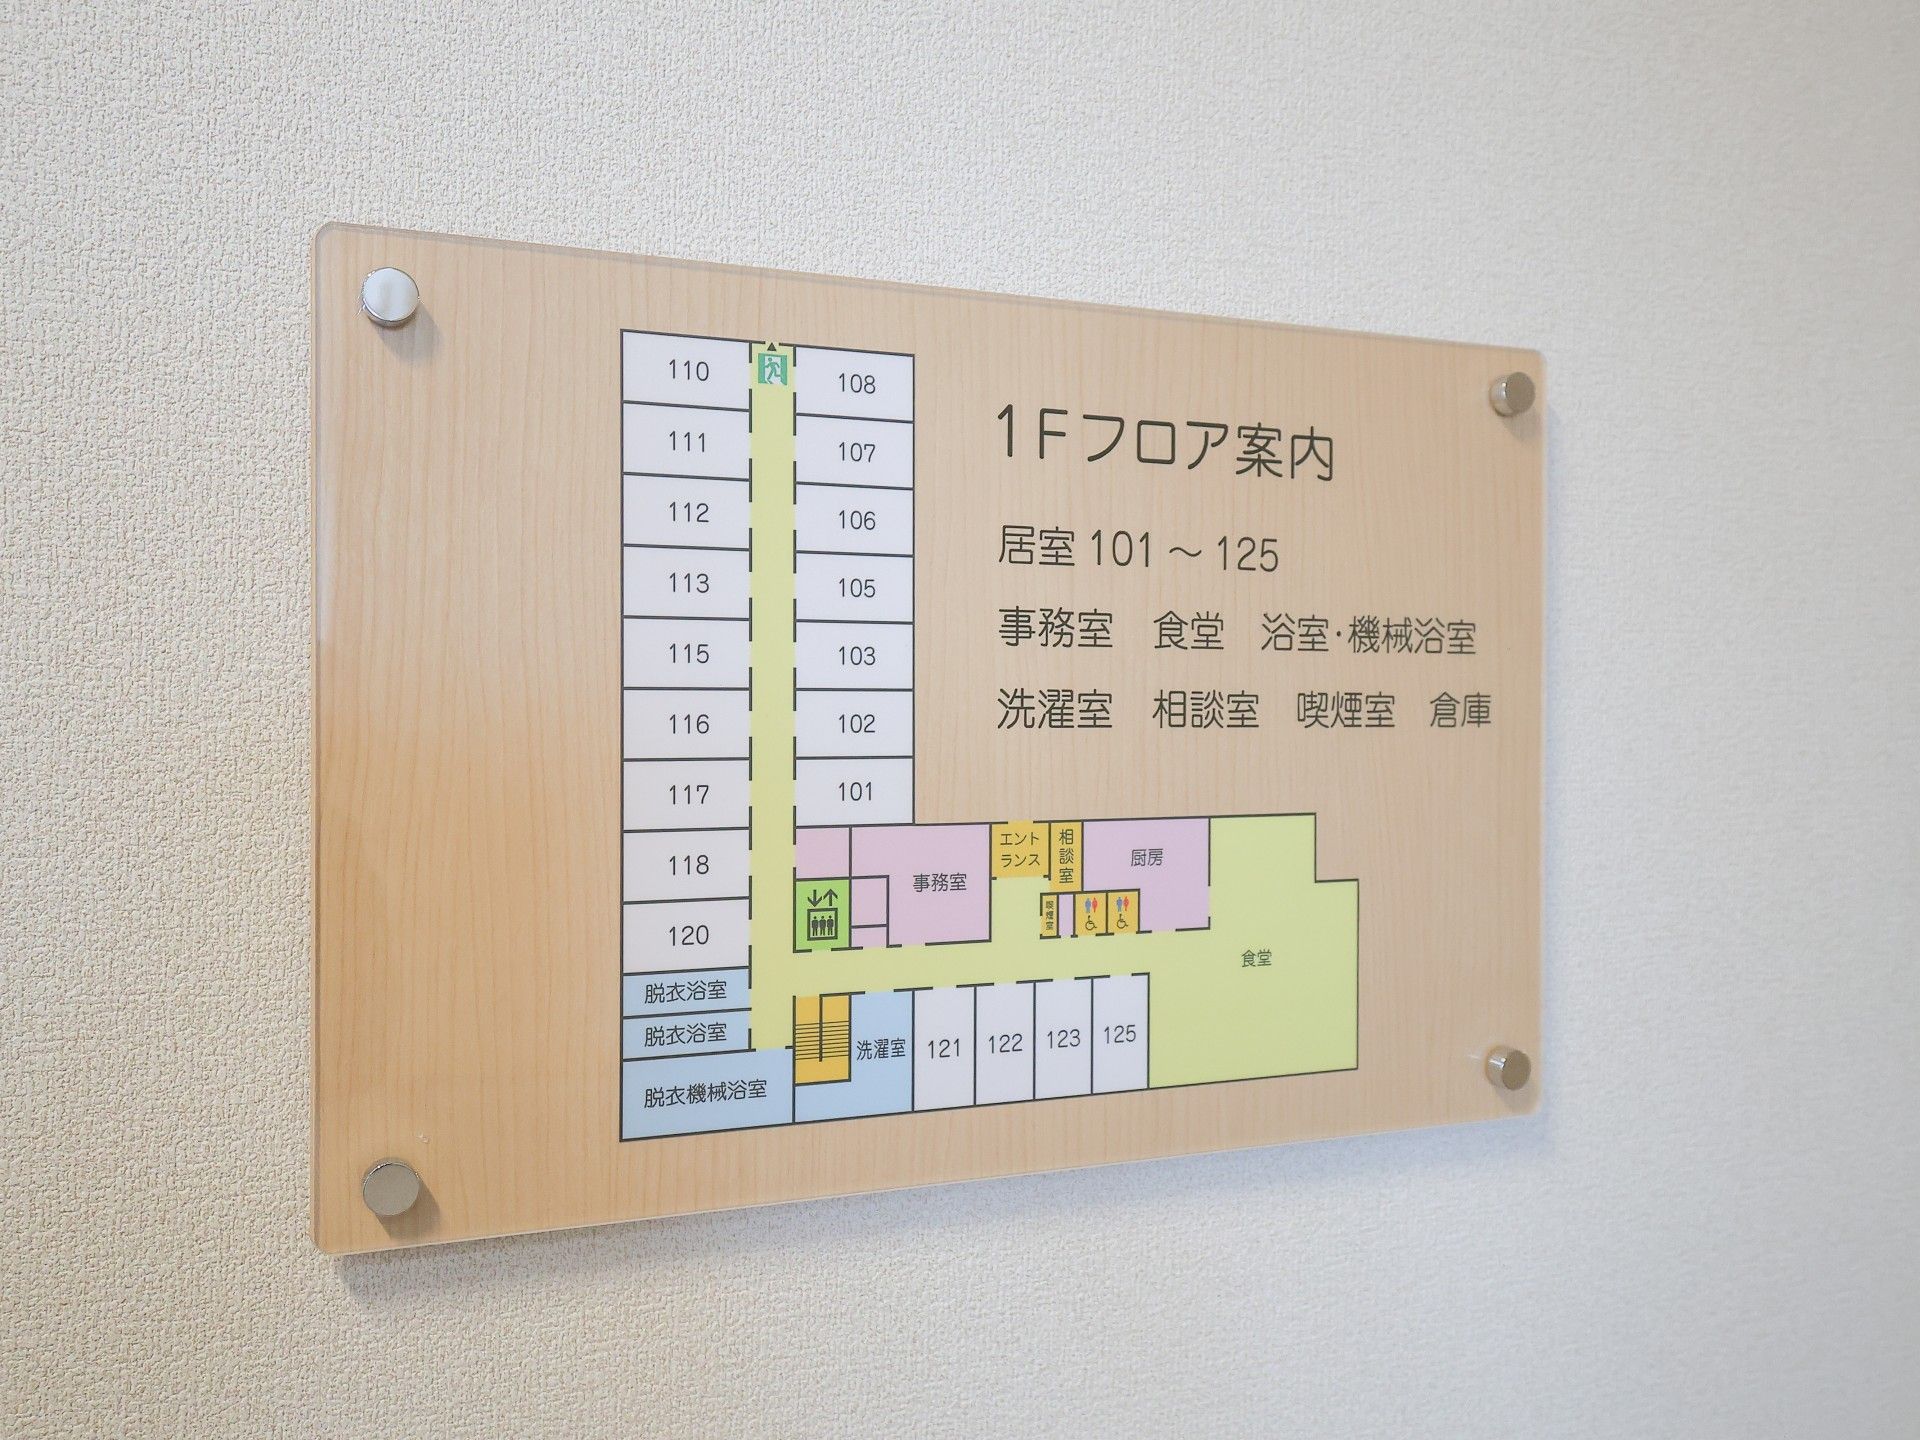 1Fフロア案内
居室 101～125
事務室 食堂 浴室・機械浴室
洗濯室 相談室 喫煙室 倉庫
110
108
111
107
112
106
113
105
115
103
116
102
117
101
118
120
エント
ランス
相談室
厨房
事務室
喫煙室
食堂
脱衣浴室
脱衣浴室
脱衣機械浴室
洗濯室
121
122
123
125